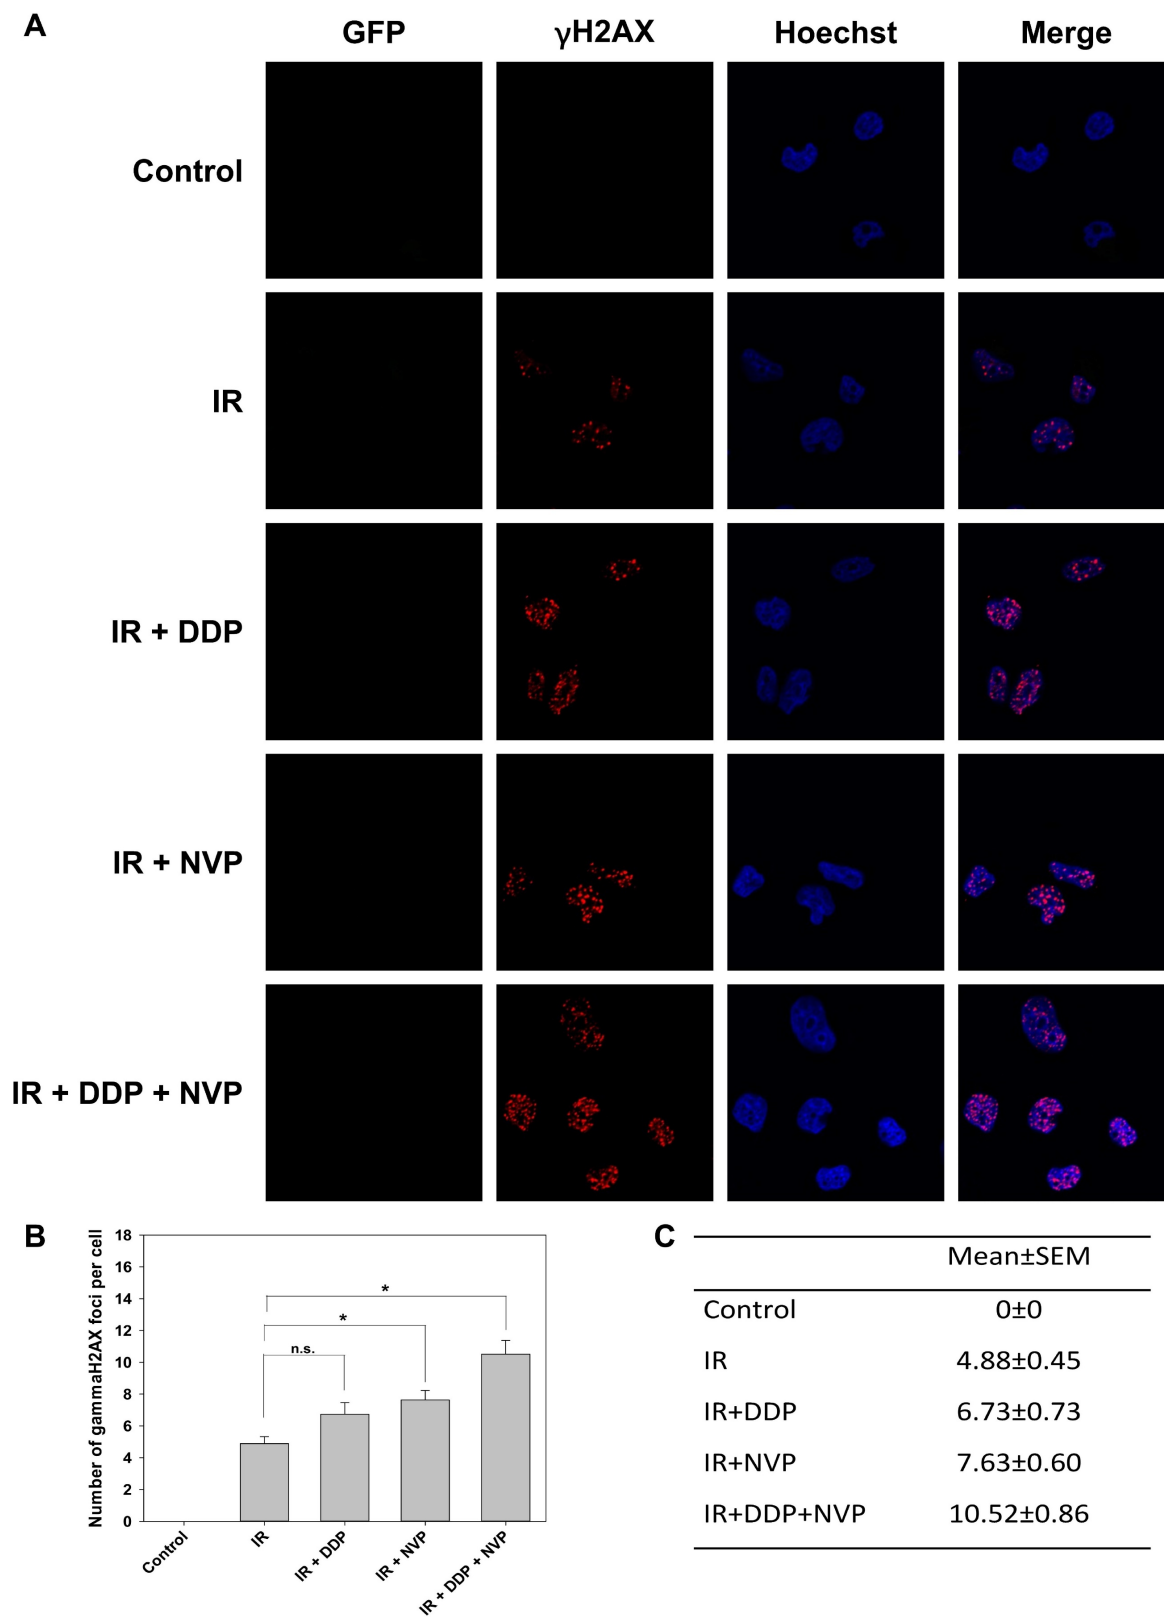 A
GFP γH2AX Hoechst Merge
Control
IR
IR + DDP
IR + NVP
IR + DDP + NVP
B
Number of gammaH2AX foci per cell
18
16
14
12
10
8
6
4
2
0
*
*
n.s.
Control IR IR + DDP IR + NVP IR + DDP + NVP
C
Mean±SEM
Control 0±0
IR 4.88±0.45
IR+DDP 6.73±0.73
IR+NVP 7.63±0.60
IR+DDP+NVP 10.52±0.86